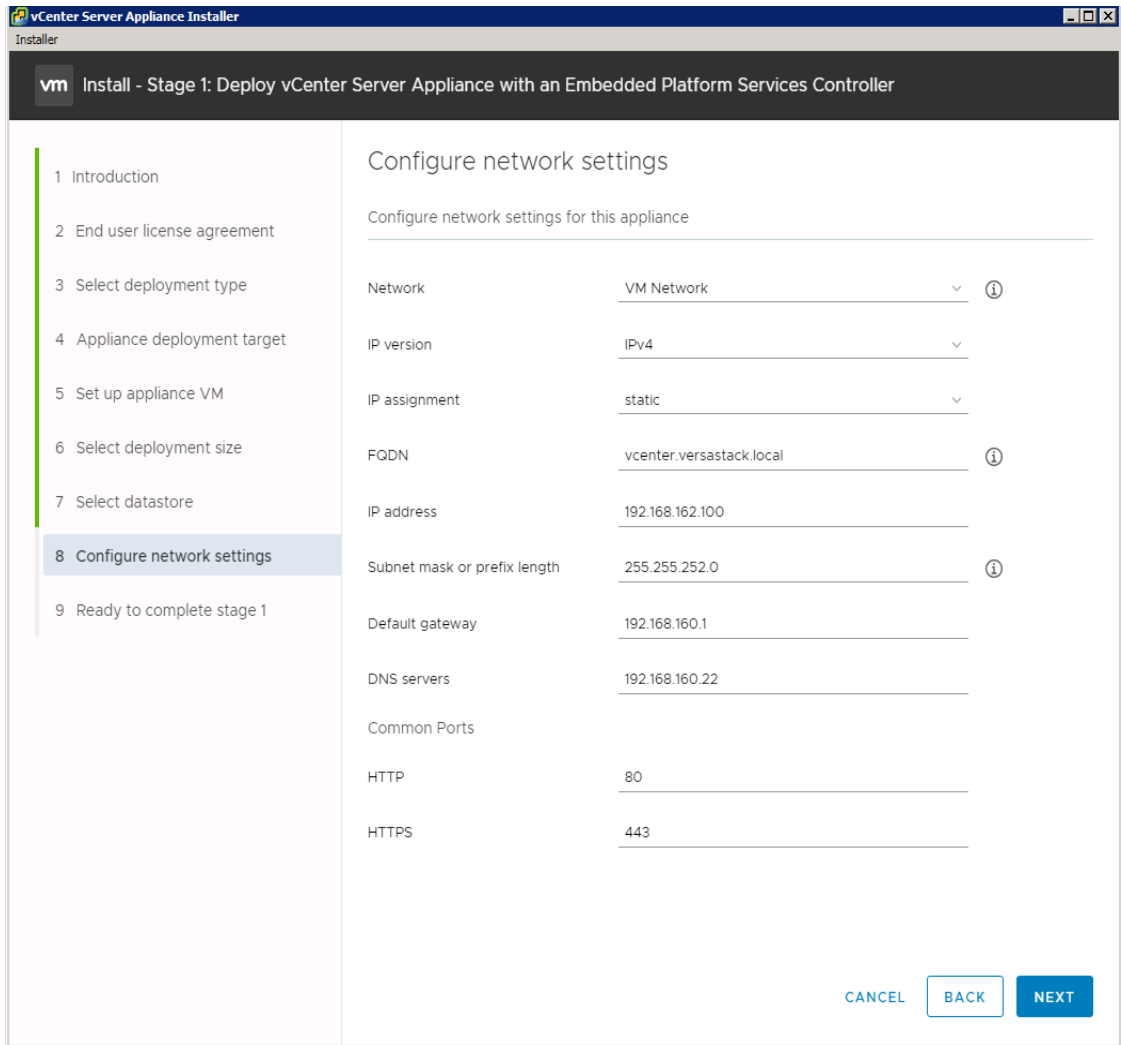 vCenter Server Appliance Installer
Installer
vm Install - Stage 1: Deploy vCenter Server Appliance with an Embedded Platform Services Controller
1 Introduction
2 End user license agreement
3 Select deployment type
4 Appliance deployment target
5 Set up appliance VM
6 Select deployment size
7 Select datastore
8 Configure network settings
9 Ready to complete stage 1
Configure network settings
Configure network settings for this appliance
Network VM Network
IP version IPv4
IP assignment static
FQDN vcenter.versastack.local
IP address 192.168.162.100
Subnet mask or prefix length 255.255.252.0
Default gateway 192.168.160.1
DNS servers 192.168.160.22
Common Ports
HTTP 80
HTTPS 443
CANCEL BACK NEXT